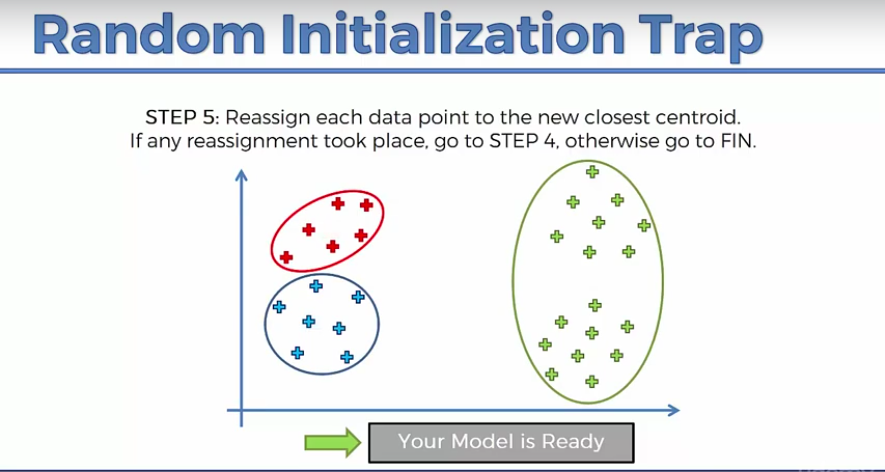 Random Initialization Trap
STEP 5: Reassign each data point to the new closest centroid.
If any reassignment took place, go to STEP 4, otherwise go to FIN.
Your Model is Ready